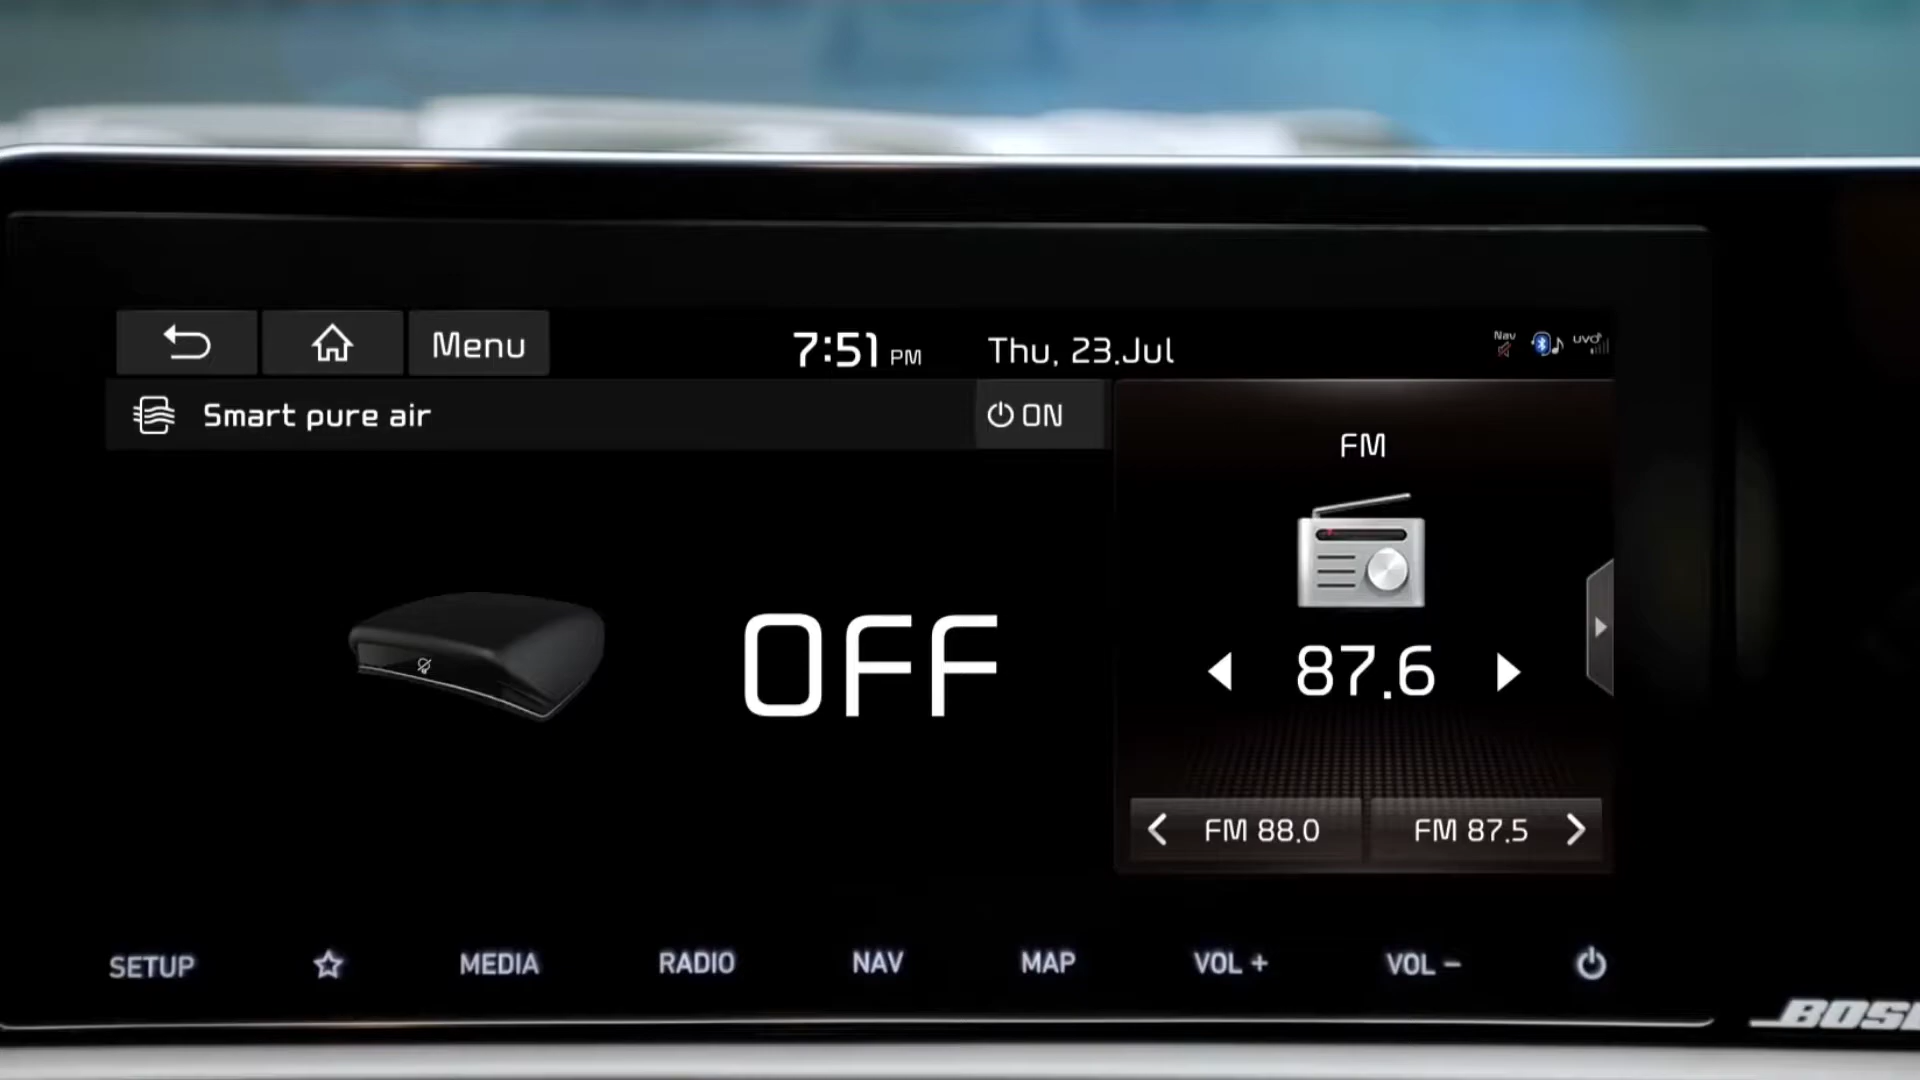 Menu
7:51 PM
Thu, 23.Jul
Nav
UVO
Smart pure air
ON
FM
OFF
87.6
FM 88.0
FM 87.5
SETUP
MEDIA
RADIO
NAV
MAP
VOL +
VOL –
BOSE